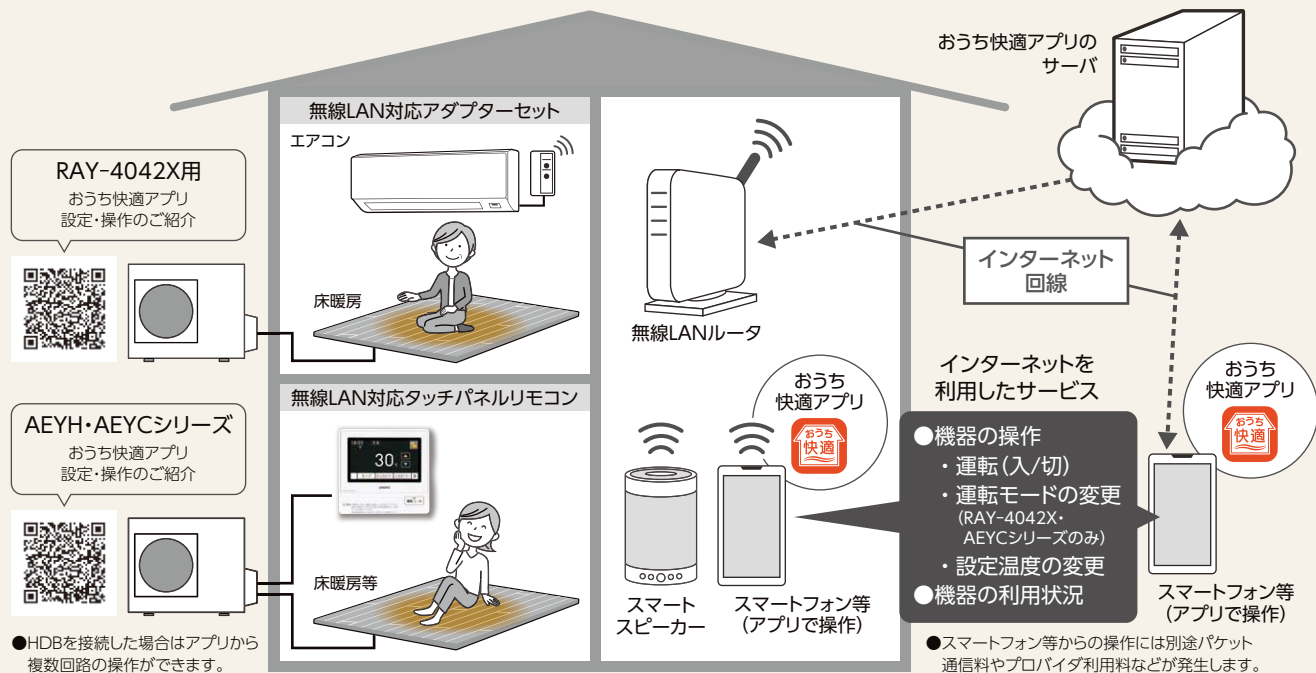 おうち快適アプリの
サーバ
無線LAN対応アダプターセット
エアコン
RAY-4042X用
おうち快適アプリ
設定・操作のご紹介
床暖房
無線LANルータ
インターネット
回線
無線LAN対応タッチパネルリモコン
AEYH・AEYCシリーズ
おうち快適アプリ
設定・操作のご紹介
30
床暖房等
おうち
快適アプリ
おうち
快適
スマート
スピーカー
スマートフォン等
(アプリで操作)
インターネットを
利用したサービス
●機器の操作
・運転(入/切)
・運転モードの変更
(RAY-4042X・
AEYCシリーズのみ)
・設定温度の変更
●機器の利用状況
おうち
快適アプリ
おうち
快適
スマートフォン等
(アプリで操作)
●HDBを接続した場合はアプリから
複数回路の操作ができます。
●スマートフォン等からの操作には別途パケット
通信料やプロバイダ利用料などが発生します。